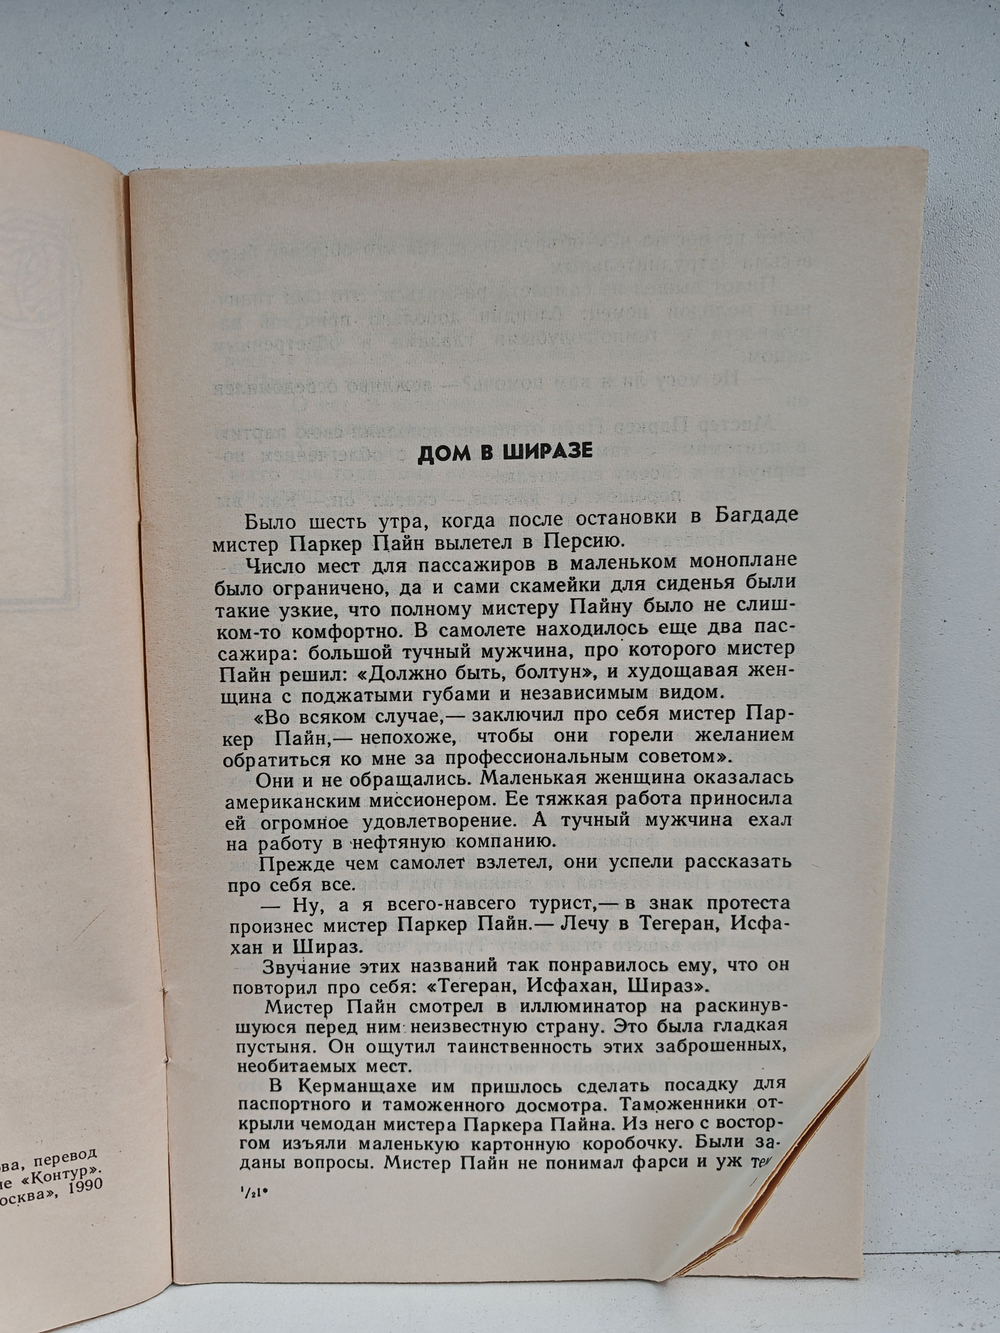 ДОМ В ШИРАЗЕ
Было шесть утра, когда после остановки в Багдаде
мистер Паркер Пайн вылетел в Персию.
Число мест для пассажиров в маленьком моноплане
было ограничено, да и сами скамейки для сиденья были
такие узкие, что полному мистеру Пайну было не слиш-
ком-то комфортно. В самолете находилось еще два пас-
сажира: большой тучный мужчина, про которого мистер
Пайн решил: «Должно быть, болтун», и худощавая жен-
щина с поджатыми губами и независимым видом.
«Во всяком случае,— заключил про себя мистер Пар-
кер Пайн,— непохоже, чтобы они горели желанием
обратиться ко мне за профессиональным советом».
Они и не обращались. Маленькая женщина оказалась
американским миссионером. Ее тяжкая работа приносила
ей огромное удовлетворение. А тучный мужчина ехал
на работу в нефтяную компанию.
Прежде чем самолет взлетел, они успели рассказать
про себя все.
— Ну, а я всего-навсего турист,— в знак протеста
произнес мистер Паркер Пайн.— Лечу в Тегеран, Исфа-
хан и Шираз.
Звучание этих названий так понравилось ему, что он
повторил про себя: «Тегеран, Исфахан, Шираз».
Мистер Пайн смотрел в иллюминатор на раскинув-
шуюся перед ним неизвестную страну. Это была гладкая
пустыня. Он ощутил таинственность этих заброшенных,
необитаемых мест.
В Керманщахе им пришлось сделать посадку для
паспортного и таможенного досмотра. Таможенники от-
крыли чемодан мистера Паркера Пайна. Из него с востор-
гом изъяли маленькую картонную коробочку. Были за-
даны вопросы. Мистер Пайн не понимал фарси и уж
1/21*
ва, перевод
ие «Контур».
осква», 1990